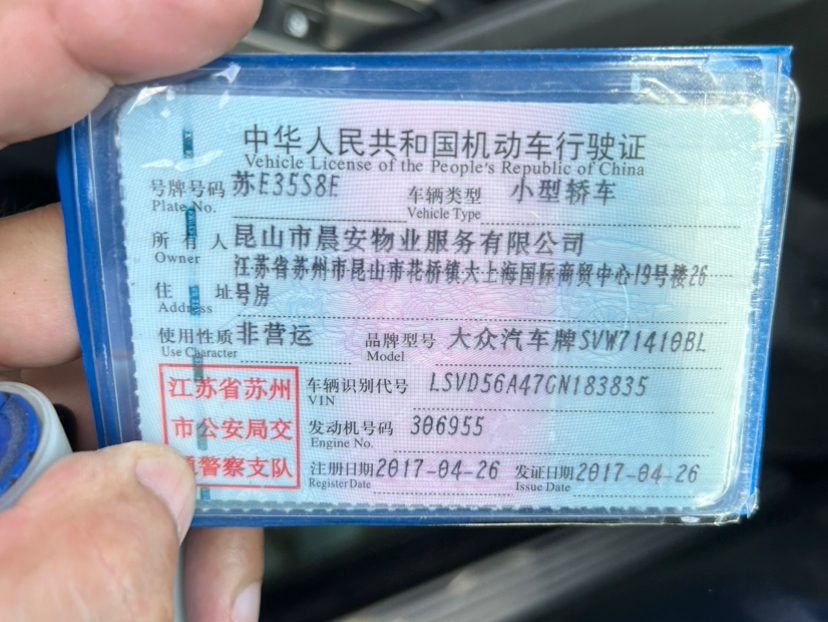 中华人民共和国机动车行驶证
Vehicle License of the People's Republic of China
号牌号码 苏E35S8E 车辆类型 小型轿车
Plate No. Vehicle Type
所有人 昆山市晨安物业服务有限公司
Owner
江苏省苏州市昆山市花桥镇大上海国际商贸中心19号楼26
住址 号房
Address
使用性质 非营运 品牌型号 大众汽车牌SVW71410BL
Use Character Model
江苏省苏州 车辆识别代号 LSVD56A47GN183835
VIN
市公安局交 发动机号码 306955
Engine No.
通警察支队 注册日期 2017-04-26 发证日期 2017-04-26
Register Date Issue Date